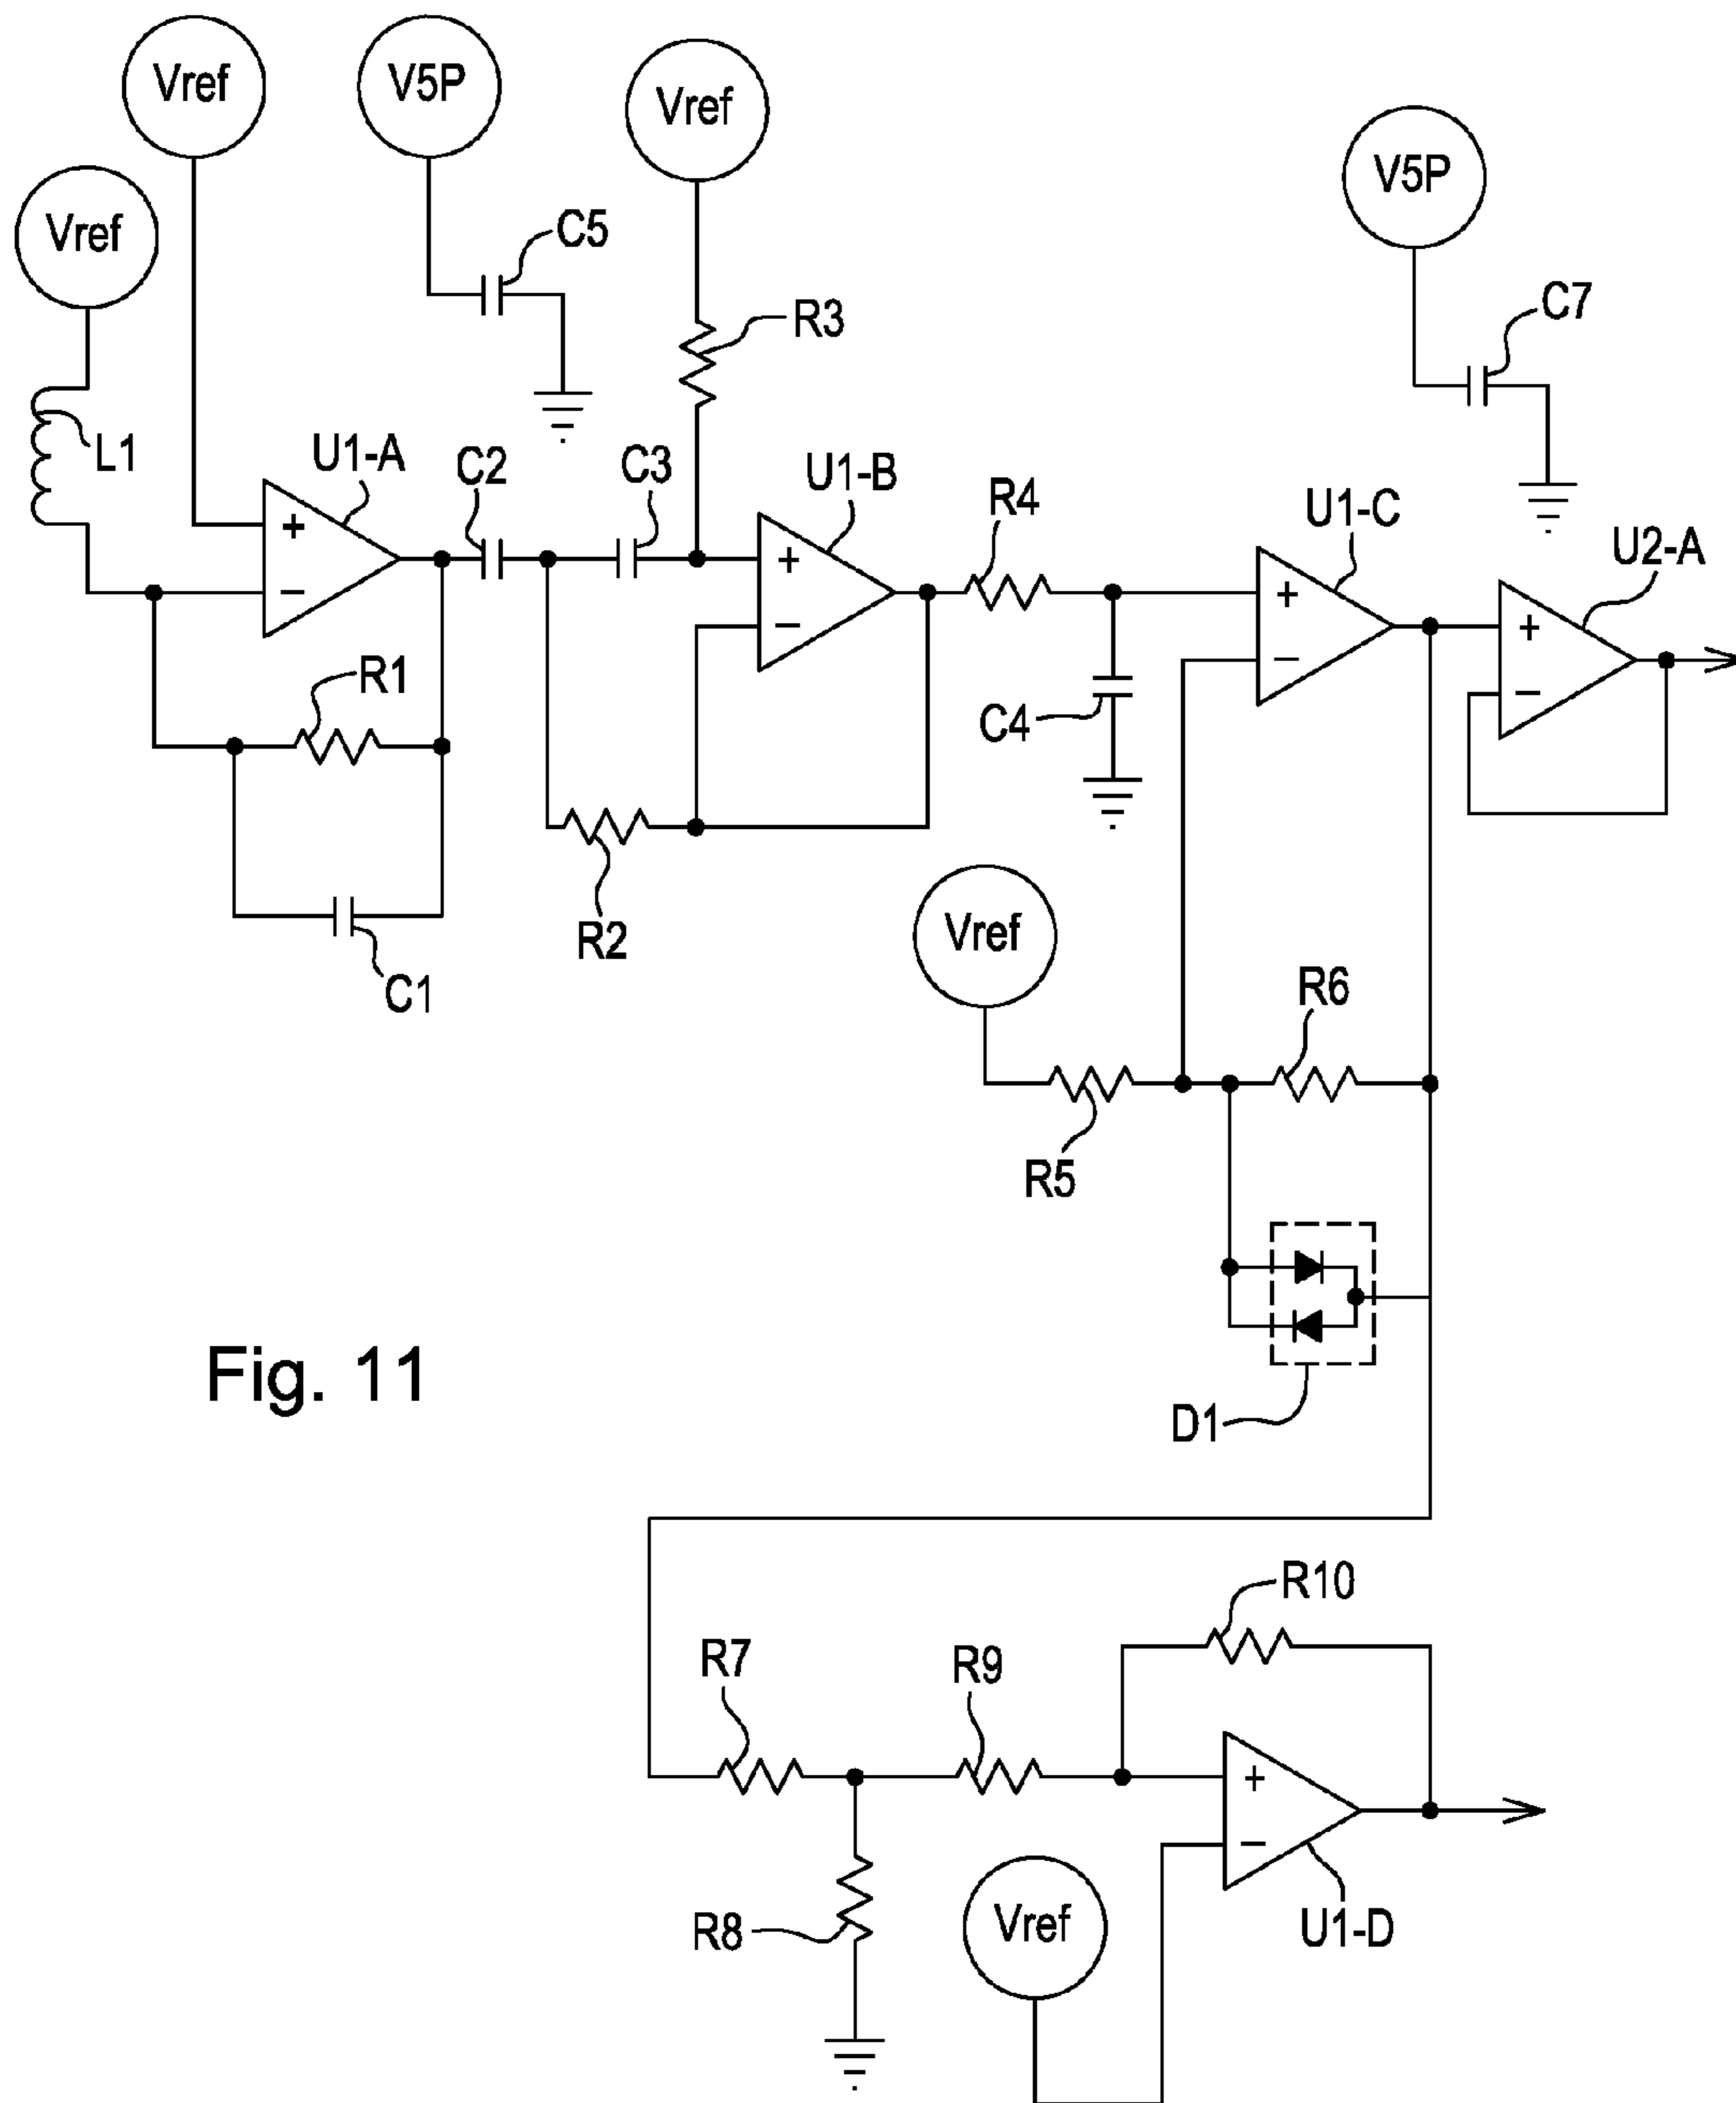 Vref
V5P
Vref
V5P
Vref
C5
C7
R3
L1
U1-A
C2
C3
U1-B
R4
U1-C
U2-A
+
+
+
+
−
−
−
−
R1
C4
R2
Vref
C1
R6
R5
D1
Fig. 11
R10
R7
R9
+
−
R8
Vref
U1-D